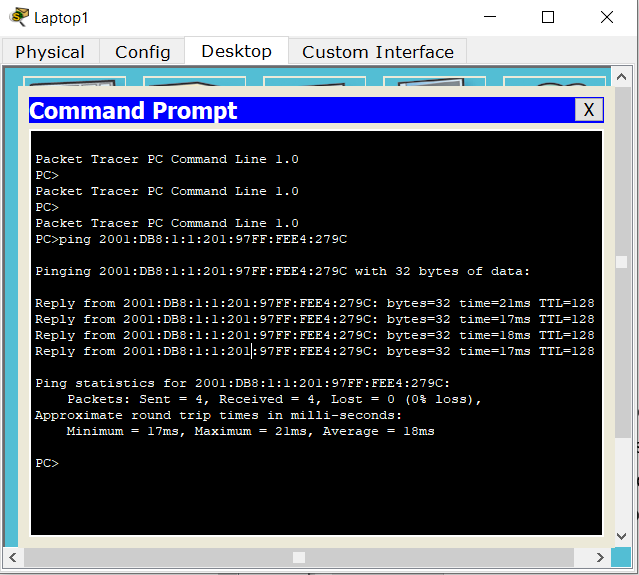 Laptop1
Physical Config Desktop Custom Interface
Command Prompt X
Packet Tracer PC Command Line 1.0
PC>
Packet Tracer PC Command Line 1.0
PC>
Packet Tracer PC Command Line 1.0
PC>ping 2001:DB8:1:1:201:97FF:FEE4:279C
Pinging 2001:DB8:1:1:201:97FF:FEE4:279C with 32 bytes of data:
Reply from 2001:DB8:1:1:201:97FF:FEE4:279C: bytes=32 time=21ms TTL=128
Reply from 2001:DB8:1:1:201:97FF:FEE4:279C: bytes=32 time=17ms TTL=128
Reply from 2001:DB8:1:1:201:97FF:FEE4:279C: bytes=32 time=18ms TTL=128
Reply from 2001:DB8:1:1:201:97FF:FEE4:279C: bytes=32 time=17ms TTL=128
Ping statistics for 2001:DB8:1:1:201:97FF:FEE4:279C:
Packets: Sent = 4, Received = 4, Lost = 0 (0% loss),
Approximate round trip times in milli-seconds:
Minimum = 17ms, Maximum = 21ms, Average = 18ms
PC>